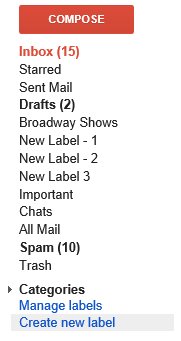 COMPOSE
Inbox (15)
Starred
Sent Mail
Drafts (2)
Broadway Shows
New Label - 1
New Label - 2
New Label 3
Important
Chats
All Mail
Spam (10)
Trash
Categories
Manage labels
Create new label